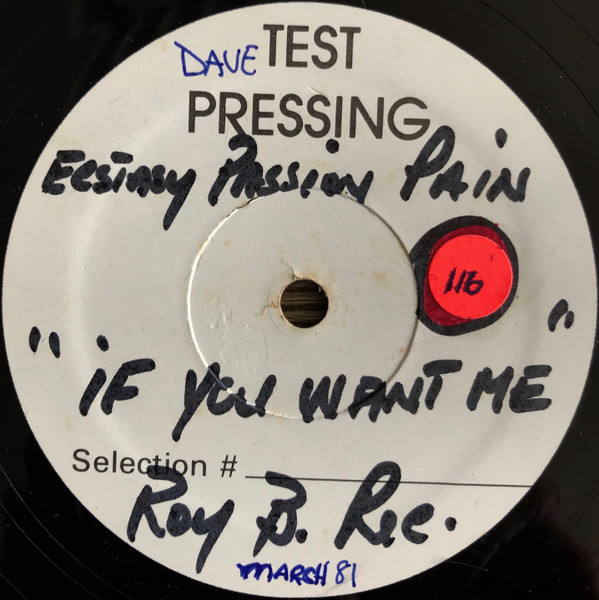 DAVE TEST
PRESSING
ECSTASY PASSION PAIN
116
"IF YOU WANT ME"
Selection #
Roy B. Rec.
MARCH 81